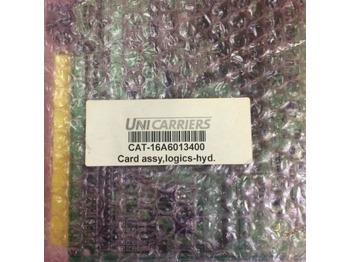 UNICARRIERS
CAT-16A6013400
Card assy,logics-hyd.